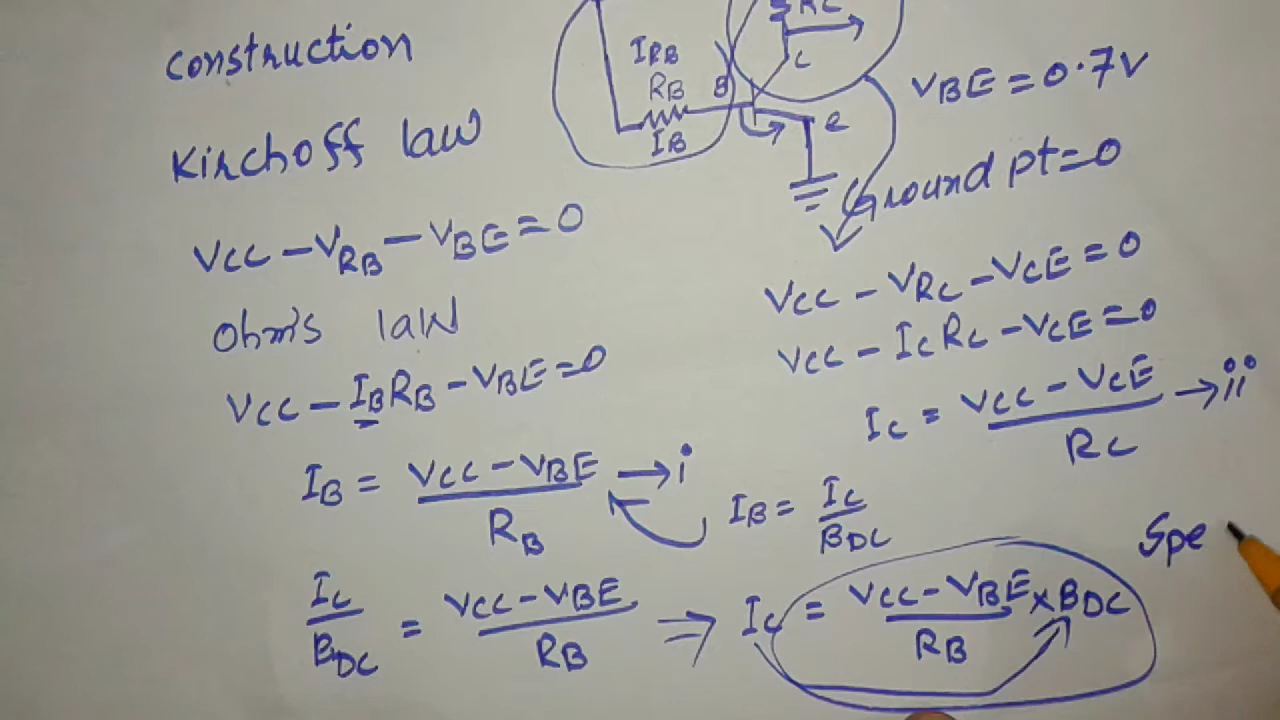 construction
Kirchoff law
VCC - VRB - VBE = 0
Ohm's law
VCC - IBRB - VBE = 0
IB = VCC - VBE / RB → i
IC / BDC = VCC - VBE / RB ⇒ IC = VCC - VBE / RB × BDC
RC
IRB
RB
B
IB
c
e
VBE = 0.7V
Ground pt = 0
VCC - VRC - VCE = 0
VCC - ICRC - VCE = 0
IC = VCC - VCE / RC → ii
IB = IC / BDC
Spe